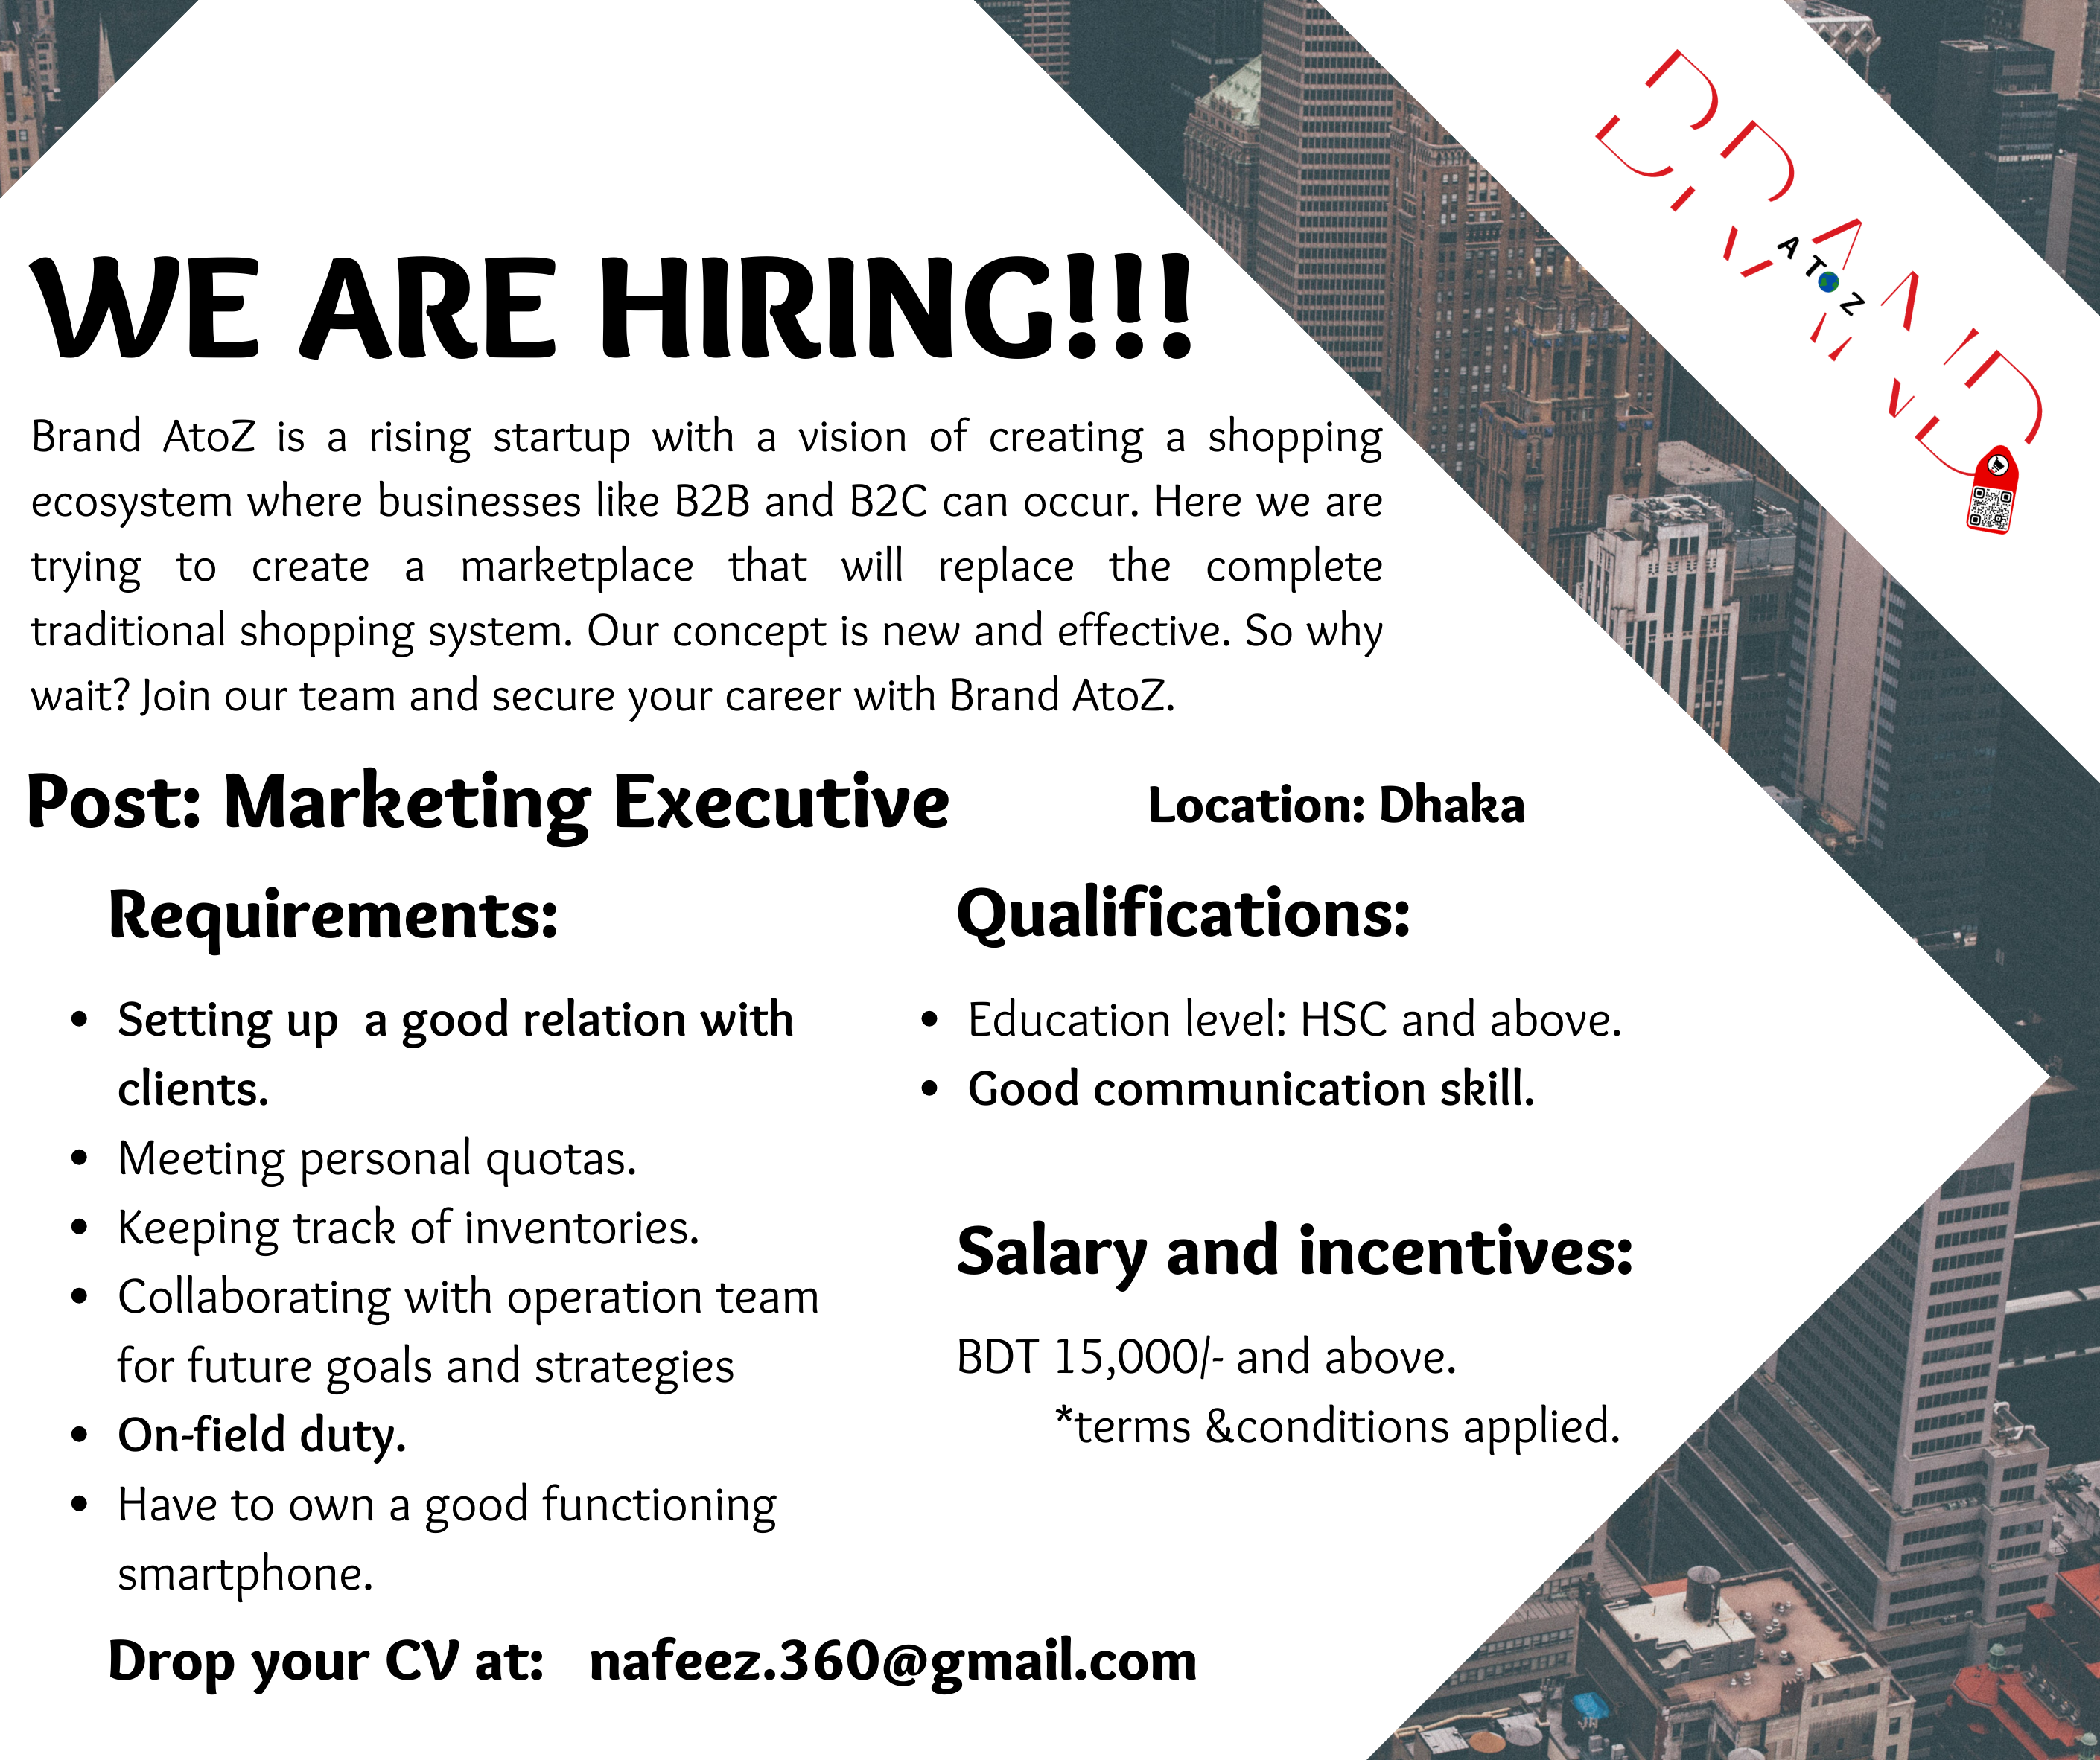 BRAND
A TO Z
WE ARE HIRING!!!
Brand AtoZ is a rising startup with a vision of creating a shopping
ecosystem where businesses like B2B and B2C can occur. Here we are
trying to create a marketplace that will replace the complete
traditional shopping system. Our concept is new and effective. So why
wait? Join our team and secure your career with Brand AtoZ.
Post: Marketing Executive
Location: Dhaka
Requirements:
• Setting up  a good relation with
clients.
• Meeting personal quotas.
• Keeping track of inventories.
• Collaborating with operation team
for future goals and strategies
• On-field duty.
• Have to own a good functioning
smartphone.
Qualifications:
• Education level: HSC and above.
• Good communication skill.
Salary and incentives:
BDT 15,000/- and above.
*terms &conditions applied.
Drop your CV at:   nafeez.360@gmail.com